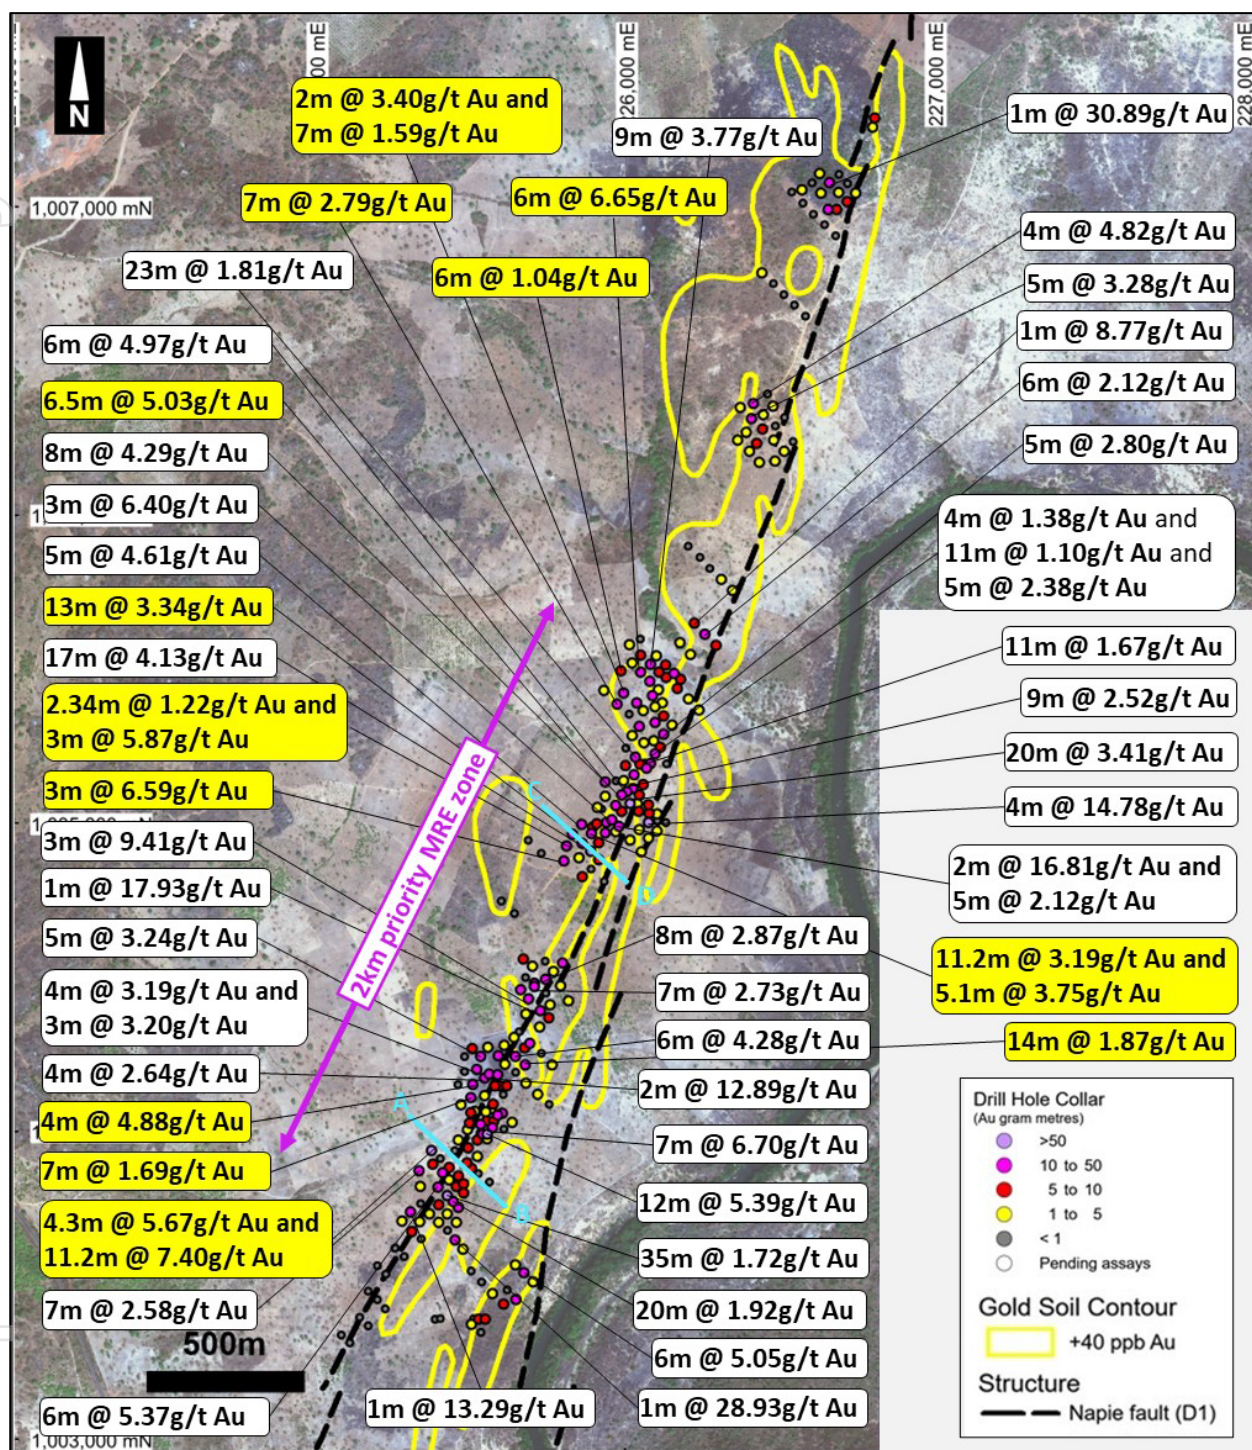 N
00 mE
26,000 mE
227,000 mE
228,000 mE
2m @ 3.40g/t Au and
7m @ 1.59g/t Au
9m @ 3.77g/t Au
1m @ 30.89g/t Au
7m @ 2.79g/t Au
6m @ 6.65g/t Au
1,007,000 mN
4m @ 4.82g/t Au
23m @ 1.81g/t Au
6m @ 1.04g/t Au
5m @ 3.28g/t Au
6m @ 4.97g/t Au
1m @ 8.77g/t Au
6.5m @ 5.03g/t Au
6m @ 2.12g/t Au
8m @ 4.29g/t Au
5m @ 2.80g/t Au
3m @ 6.40g/t Au
4m @ 1.38g/t Au and
11m @ 1.10g/t Au and
5m @ 2.38g/t Au
5m @ 4.61g/t Au
13m @ 3.34g/t Au
17m @ 4.13g/t Au
11m @ 1.67g/t Au
2.34m @ 1.22g/t Au and
3m @ 5.87g/t Au
9m @ 2.52g/t Au
20m @ 3.41g/t Au
3m @ 6.59g/t Au
4m @ 14.78g/t Au
2km priority MRE zone
C
D
3m @ 9.41g/t Au
2m @ 16.81g/t Au and
5m @ 2.12g/t Au
1m @ 17.93g/t Au
5m @ 3.24g/t Au
8m @ 2.87g/t Au
11.2m @ 3.19g/t Au and
5.1m @ 3.75g/t Au
4m @ 3.19g/t Au and
3m @ 3.20g/t Au
7m @ 2.73g/t Au
6m @ 4.28g/t Au
14m @ 1.87g/t Au
4m @ 2.64g/t Au
2m @ 12.89g/t Au
A
B
4m @ 4.88g/t Au
7m @ 6.70g/t Au
7m @ 1.69g/t Au
12m @ 5.39g/t Au
4.3m @ 5.67g/t Au and
11.2m @ 7.40g/t Au
35m @ 1.72g/t Au
7m @ 2.58g/t Au
20m @ 1.92g/t Au
500m
6m @ 5.05g/t Au
6m @ 5.37g/t Au
1m @ 13.29g/t Au
1m @ 28.93g/t Au
1,003,000 mN
Drill Hole Collar
(Au gram metres)
>50
10 to 50
5 to 10
1 to 5
< 1
Pending assays
Gold Soil Contour
+40 ppb Au
Structure
Napie fault (D1)